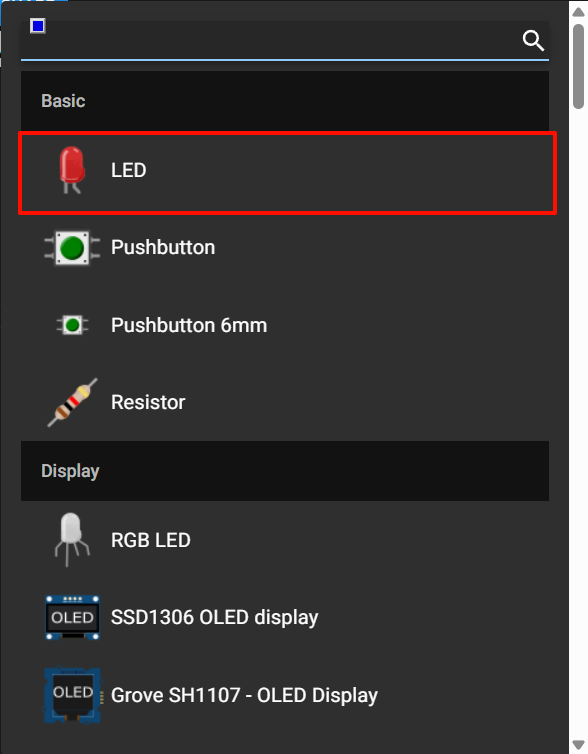 Basic
LED
Pushbutton
Pushbutton 6mm
Resistor
Display
RGB LED
OLED
SSD1306 OLED display
OLED
Grove SH1107 - OLED Display